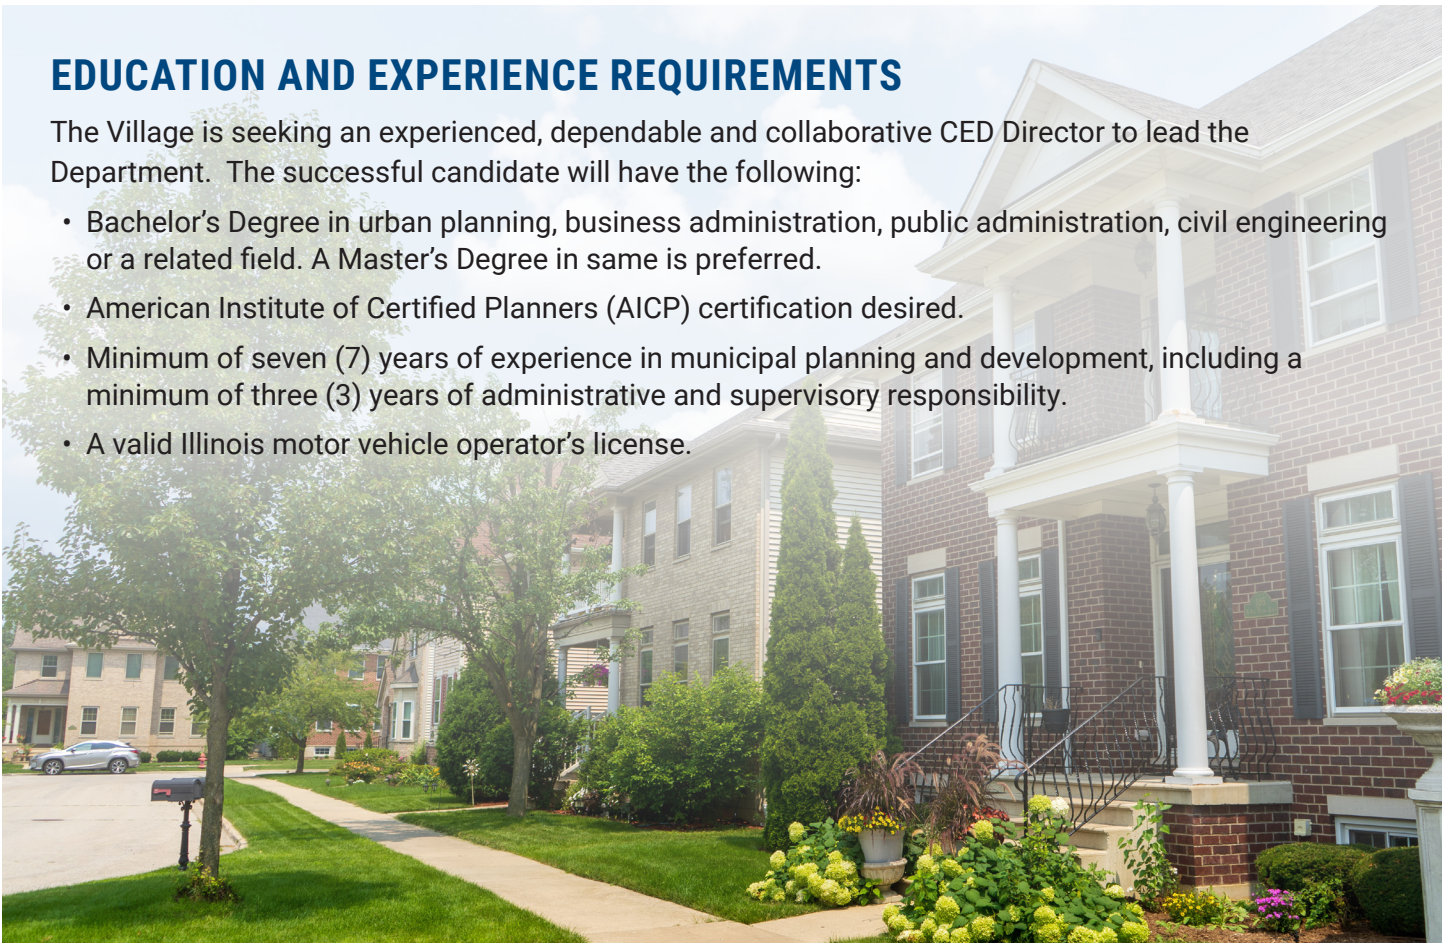 EDUCATION AND EXPERIENCE REQUIREMENTS
The Village is seeking an experienced, dependable and collaborative CED Director to lead the
Department.  The successful candidate will have the following:
• Bachelor’s Degree in urban planning, business administration, public administration, civil engineering
or a related field. A Master’s Degree in same is preferred.
• American Institute of Certified Planners (AICP) certification desired.
• Minimum of seven (7) years of experience in municipal planning and development, including a
minimum of three (3) years of administrative and supervisory responsibility.
• A valid Illinois motor vehicle operator’s license.